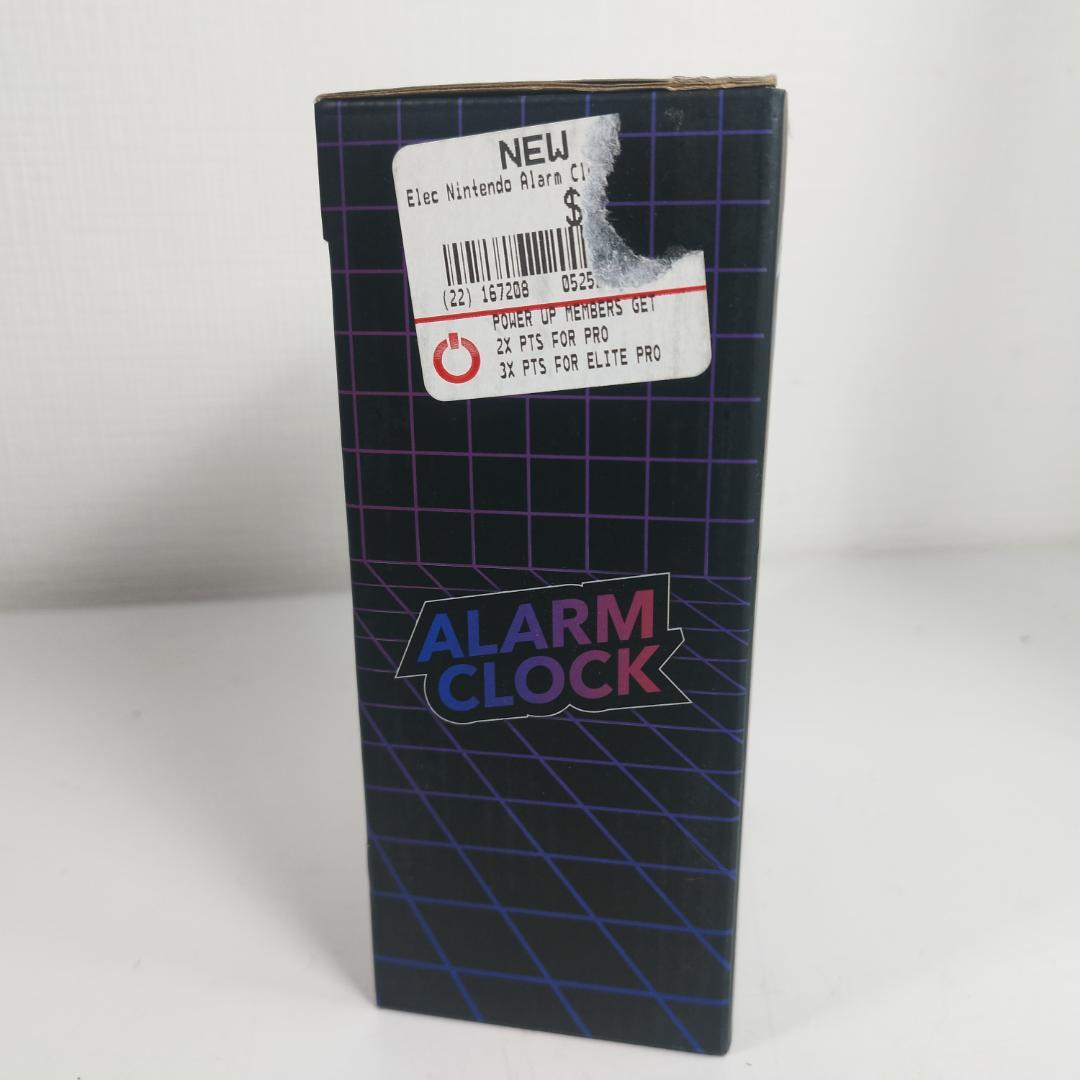 NEW
Elec Nintendo Alarm
$
(22) 167208 0525
POWER UP MEMBERS GET
2X PTS FOR PRO
3X PTS FOR ELITE PRO
ALARM
CLOCK